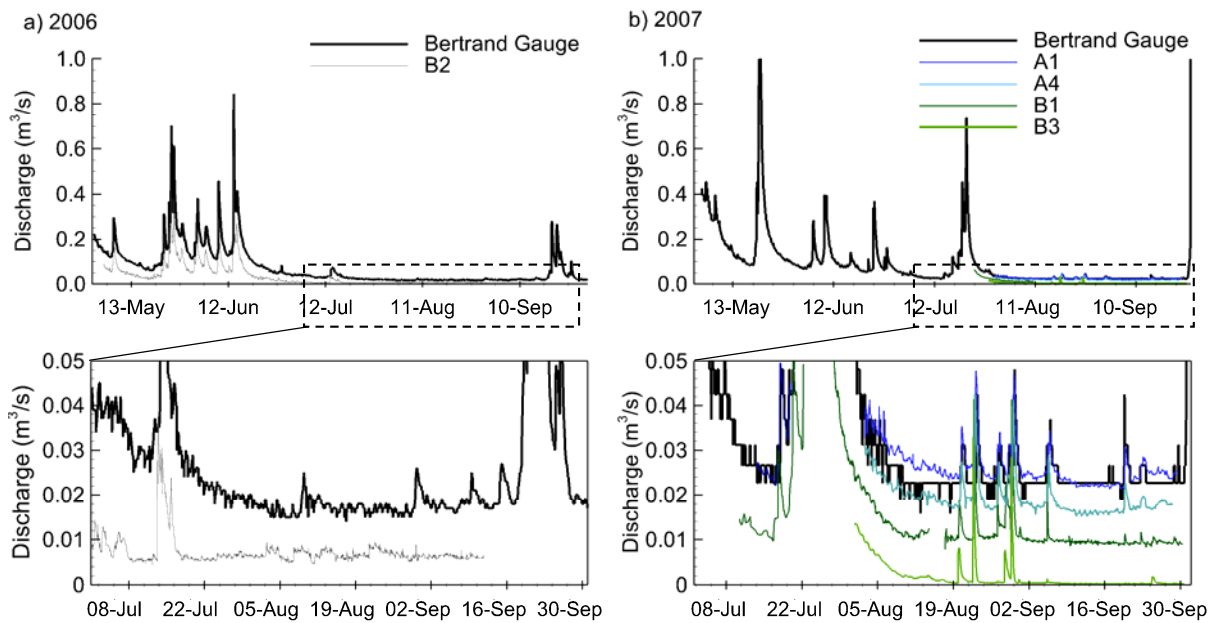 a) 2006
Bertrand Gauge
B2
Discharge (m³/s)
1.0
0.8
0.6
0.4
0.2
0.0
13-May 12-Jun 12-Jul 11-Aug 10-Sep
b) 2007
Bertrand Gauge
A1
A4
B1
B3
Discharge (m³/s)
1.0
0.8
0.6
0.4
0.2
0.0
13-May 12-Jun 12-Jul 11-Aug 10-Sep
Discharge (m³/s)
0.05
0.04
0.03
0.02
0.01
0
08-Jul 22-Jul 05-Aug 19-Aug 02-Sep 16-Sep 30-Sep
Discharge (m³/s)
0.05
0.04
0.03
0.02
0.01
0
08-Jul 22-Jul 05-Aug 19-Aug 02-Sep 16-Sep 30-Sep